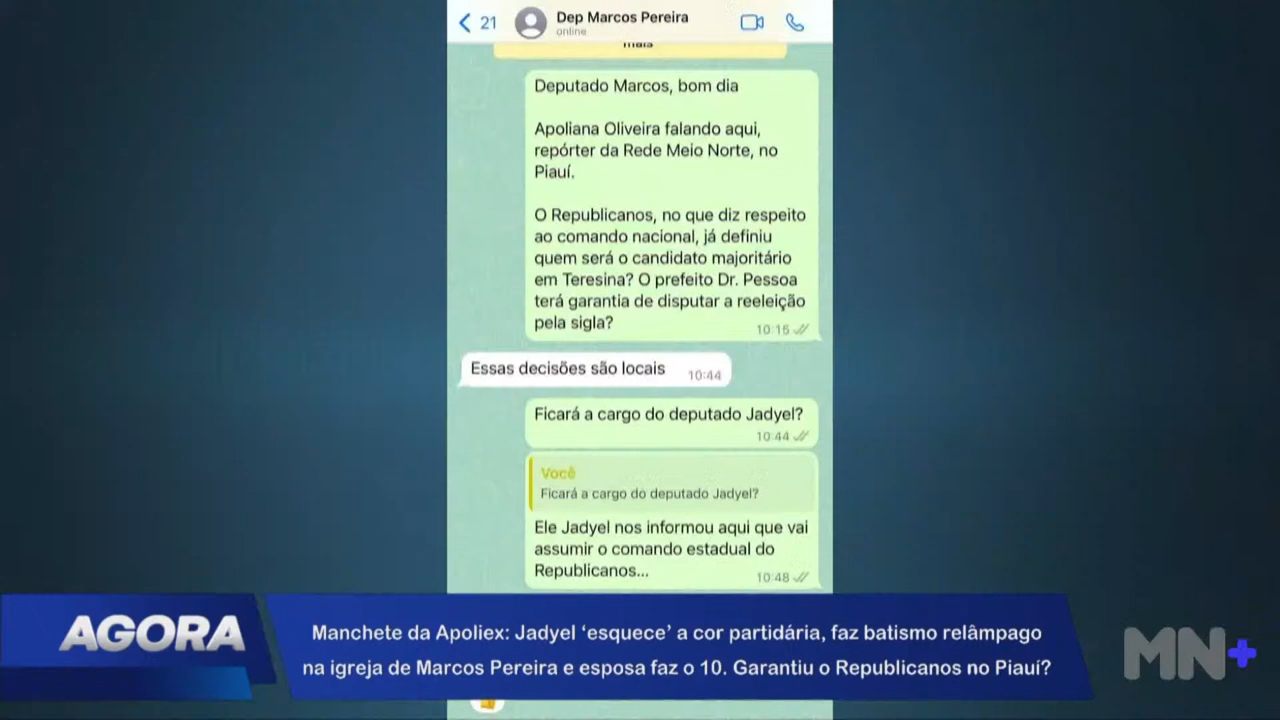 21
Dep Marcos Pereira
online
mais
Deputado Marcos, bom dia
Apoliana Oliveira falando aqui,
repórter da Rede Meio Norte, no
Piauí.
O Republicanos, no que diz respeito
ao comando nacional, já definiu
quem será o candidato majoritário
em Teresina? O prefeito Dr. Pessoa
terá garantia de disputar a reeleição
pela sigla?
10:15
Essas decisões são locais
10:44
Ficará a cargo do deputado Jadyel?
10:44
Você
Ficará a cargo do deputado Jadyel?
Ele Jadyel nos informou aqui que vai
assumir o comando estadual do
Republicanos...
10:48
AGORA
Manchete da Apoliex: Jadyel ‘esquece’ a cor partidária, faz batismo relâmpago
na igreja de Marcos Pereira e esposa faz o 10. Garantiu o Republicanos no Piauí?
MN+